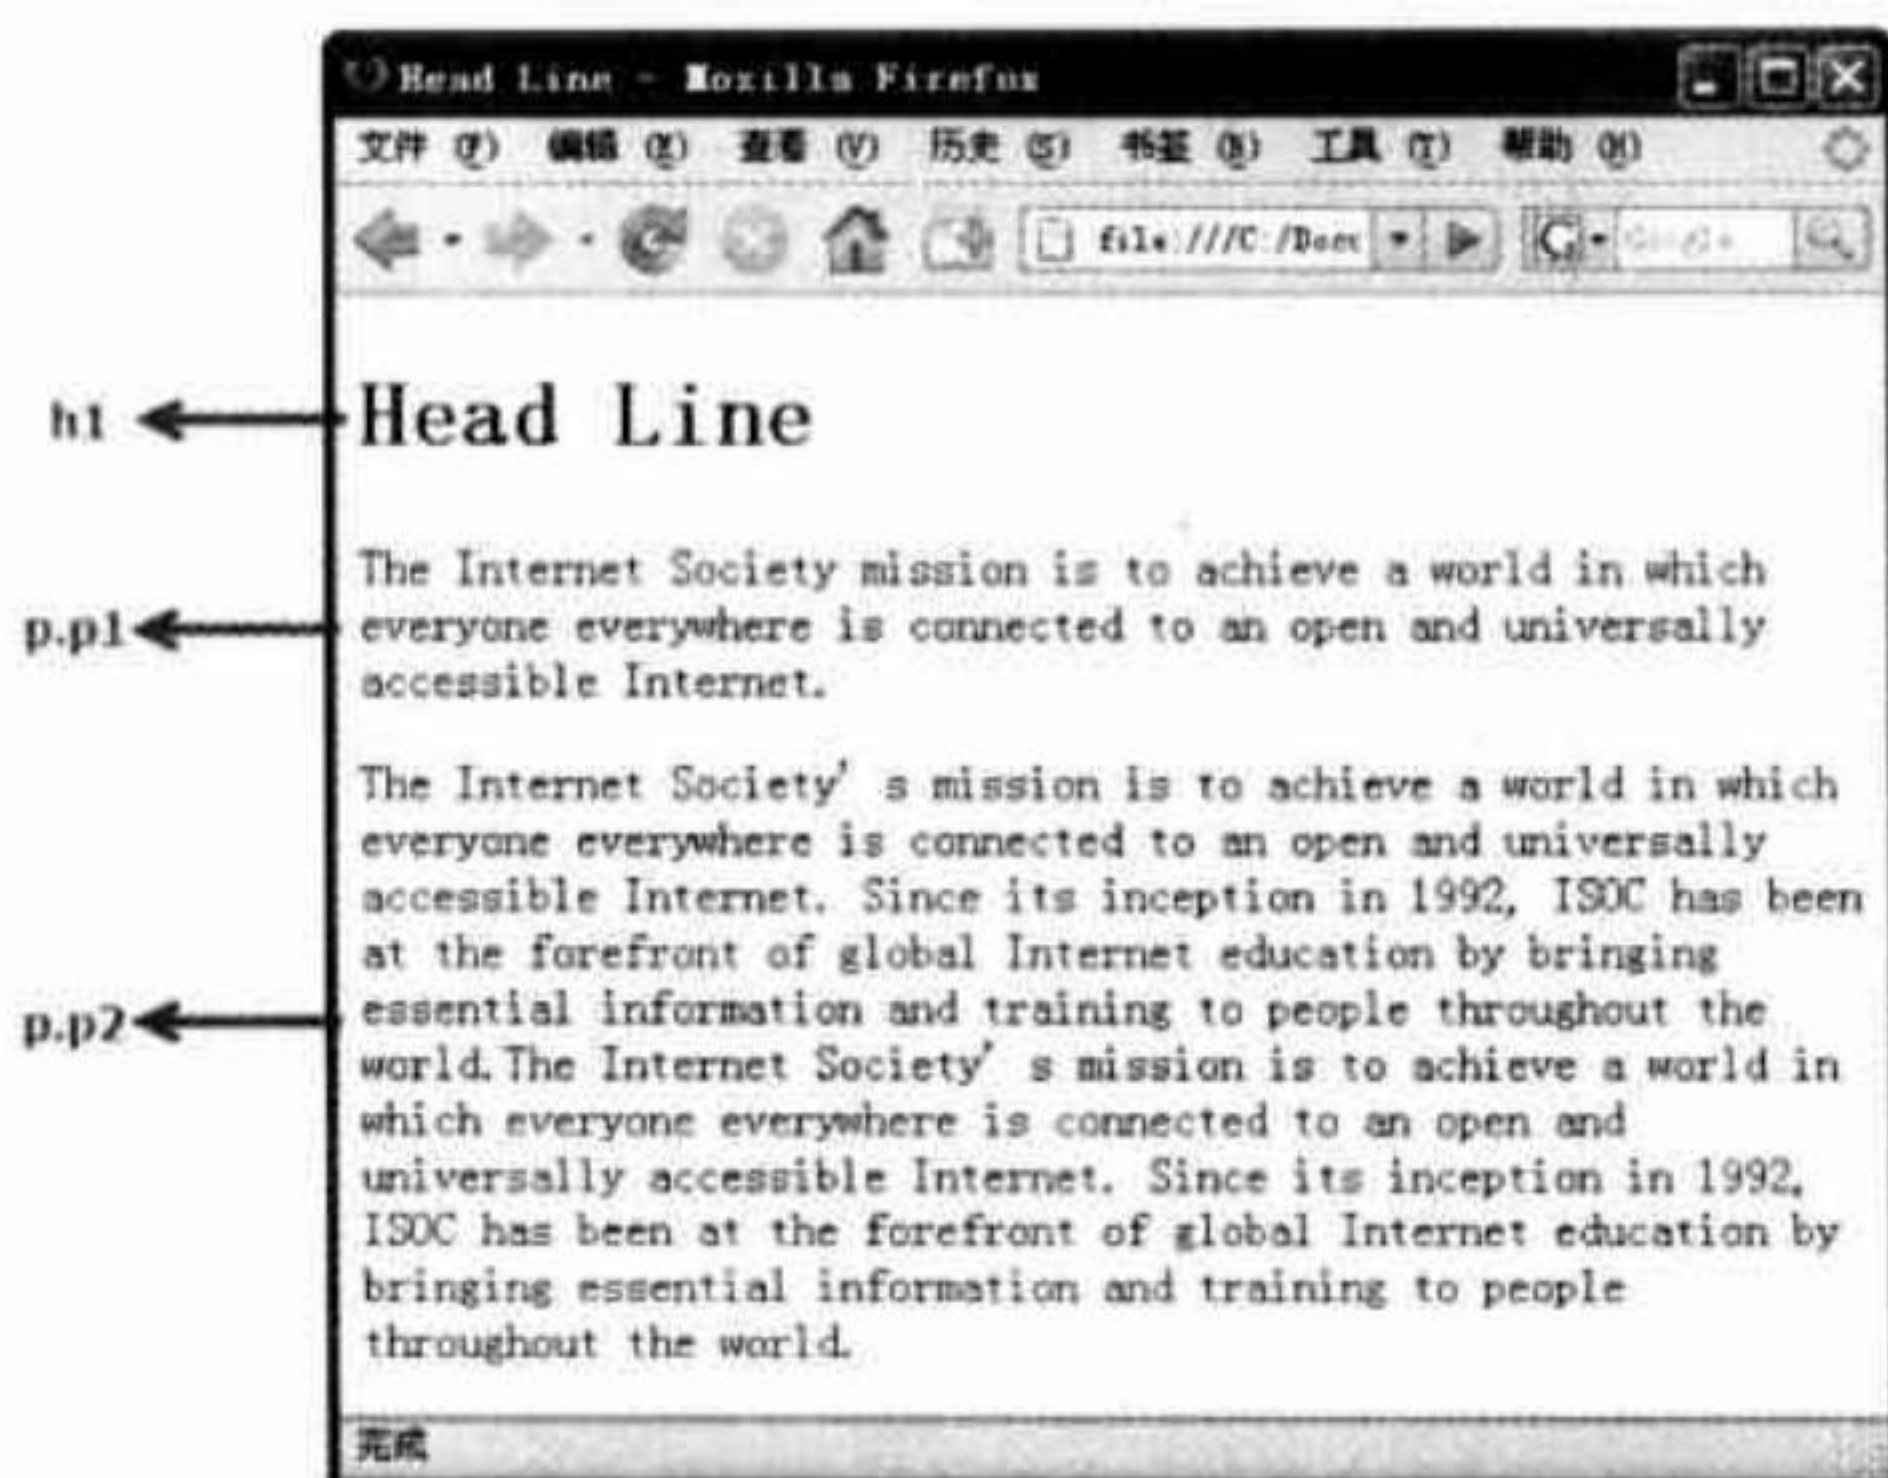 Head Line - Mozilla Firefox
文件 (F) 编辑 (E) 查看 (V) 历史 (S) 书签 (B) 工具 (T) 帮助 (H)
file:///C:/Docu G Google
h1
Head Line
The Internet Society mission is to achieve a world in which
p.p1
everyone everywhere is connected to an open and universally
accessible Internet.
The Internet Society’ s mission is to achieve a world in which
everyone everywhere is connected to an open and universally
accessible Internet. Since its inception in 1992, ISOC has been
at the forefront of global Internet education by bringing
p.p2
essential information and training to people throughout the
world.The Internet Society’ s mission is to achieve a world in
which everyone everywhere is connected to an open and
universally accessible Internet. Since its inception in 1992,
ISOC has been at the forefront of global Internet education by
bringing essential information and training to people
throughout the world.
完成